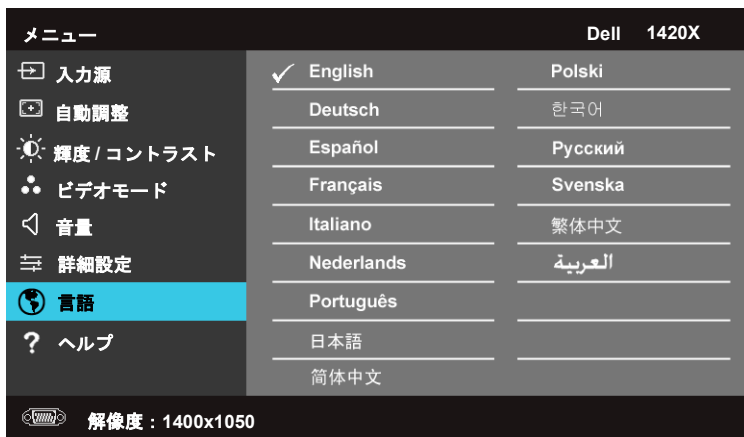 メニュー
Dell 1420X
入力源
自動調整
輝度 / コントラスト
ビデオモード
音量
詳細設定
言語
? ヘルプ
English
Deutsch
Español
Français
Italiano
Nederlands
Português
日本語
简体中文
Polski
한국어
Русский
Svenska
繁体中文
العربية
解像度：1400x1050